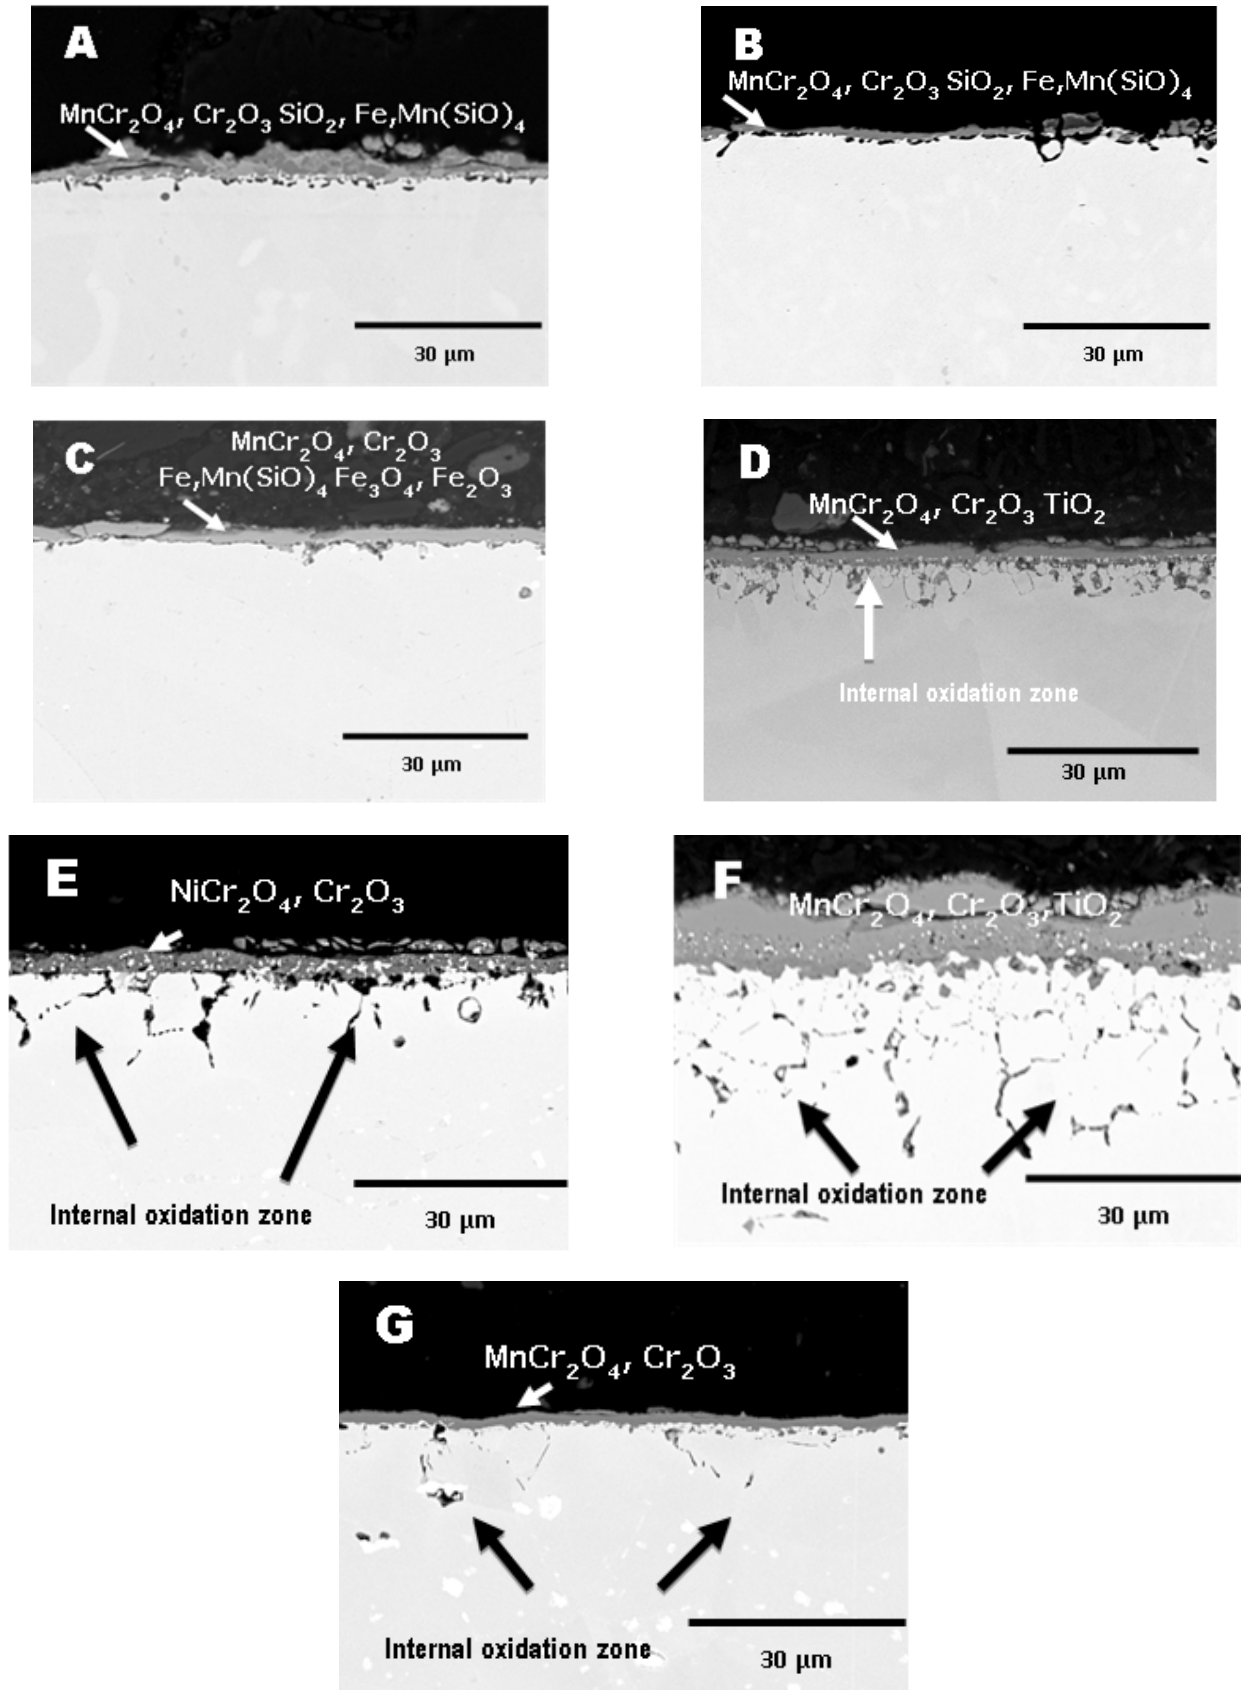 A
MnCr₂O₄, Cr₂O₃ SiO₂, Fe,Mn(SiO)₄
30 µm
B
MnCr₂O₄, Cr₂O₃ SiO₂, Fe,Mn(SiO)₄
30 µm
C
MnCr₂O₄, Cr₂O₃
Fe,Mn(SiO)₄ Fe₃O₄, Fe₂O₃
30 µm
D
MnCr₂O₄, Cr₂O₃ TiO₂
Internal oxidation zone
30 µm
E
NiCr₂O₄, Cr₂O₃
Internal oxidation zone
30 µm
F
MnCr₂O₄, Cr₂O₃,TiO₂
Internal oxidation zone
30 µm
G
MnCr₂O₄, Cr₂O₃
Internal oxidation zone
30 µm